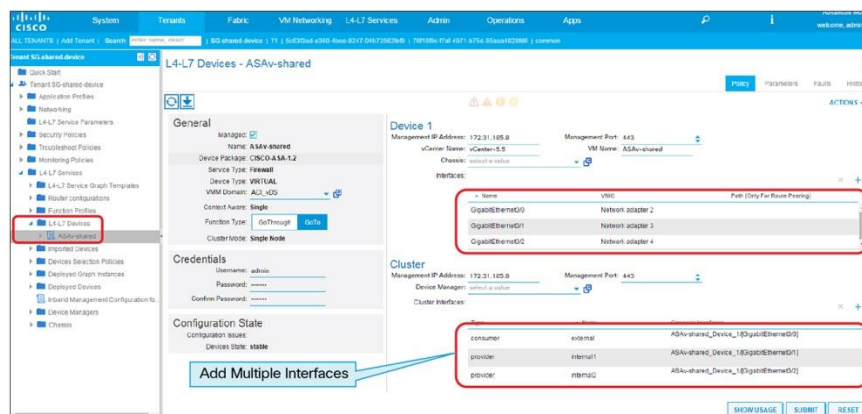 CISCO
System Tenants Fabric VM Networking L4-L7 Services Admin Operations Apps
welcome, admin
ALL TENANTS | Add Tenant | Search: | SG-shared-device | T1 | common
Tenant SG-shared-device
Quick Start
Tenant SG-shared-device
Application Profiles
Networking
L4-L7 Service Parameters
Security Policies
Troubleshoot Policies
Monitoring Policies
L4-L7 Services
L4-L7 Service Graph Templates
Router configurations
Function Profiles
L4-L7 Devices
ASAv-shared
Imported Devices
Devices Selection Policies
Deployed Graph Instances
Deployed Devices
Inband Management Configuration fo...
Device Managers
Chassis
L4-L7 Devices - ASAv-shared
Policy Parameters Faults
ACTIONS
General
Managed:
Name: ASAv-shared
Device Package: CISCO-ASA-1.2
Service Type: Firewall
Device Type: VIRTUAL
VMM Domain: ACI_vDS
Context Aware: Single
Function Type: GoThrough GoTo
Cluster Mode: Single Node
Credentials
Username: admin
Password:
Confirm Password:
Configuration State
Configuration Issues:
Devices State: stable
Add Multiple Interfaces
Device 1
Management IP Address: 172.31.185.8 Management Port: 443
vCenter Name: vCenter-5.5 VM Name: ASAv-shared
Chassis: select a value
Interfaces:
Name VNIC Path (Only For Route Peering)
GigabitEthernet0/0 Network adapter 2
GigabitEthernet0/1 Network adapter 3
GigabitEthernet0/2 Network adapter 4
Cluster
Management IP Address: 172.31.185.8 Management Port: 443
Device Manager: select a value
Cluster Interfaces:
consumer external ASAv-shared_Device_1/[GigabitEthernet0/0]
provider internal1 ASAv-shared_Device_1/[GigabitEthernet0/1]
provider internal2 ASAv-shared_Device_1/[GigabitEthernet0/2]
SHOW USAGE SUBMIT RESET